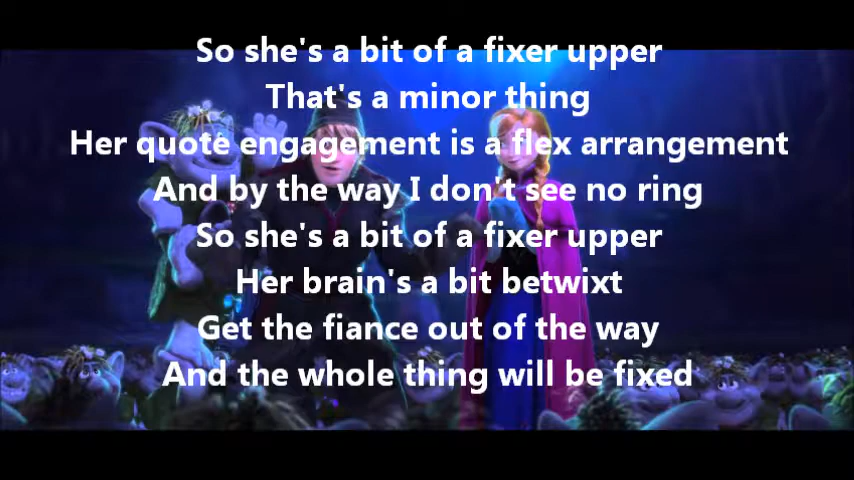 So she's a bit of a fixer upper
That's a minor thing
Her quote engagement is a flex arrangement
And by the way I don't see no ring
So she's a bit of a fixer upper
Her brain's a bit betwixt
Get the fiance out of the way
And the whole thing will be fixed